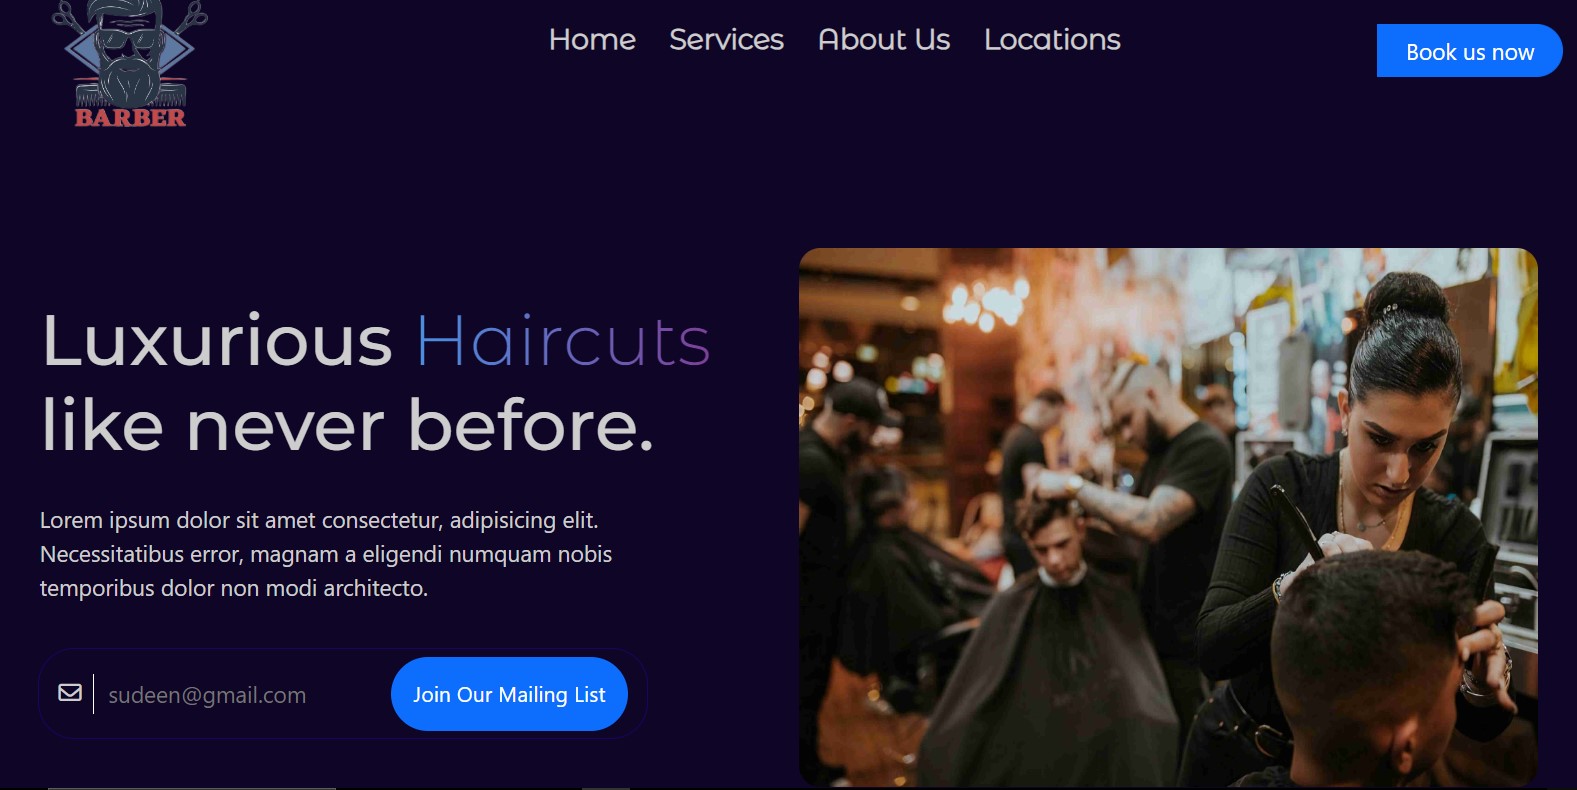 BARBER
Home Services About Us Locations
Book us now
Luxurious Haircuts
like never before.
Lorem ipsum dolor sit amet consectetur, adipisicing elit.
Necessitatibus error, magnam a eligendi numquam nobis
temporibus dolor non modi architecto.
sudeen@gmail.com
Join Our Mailing List